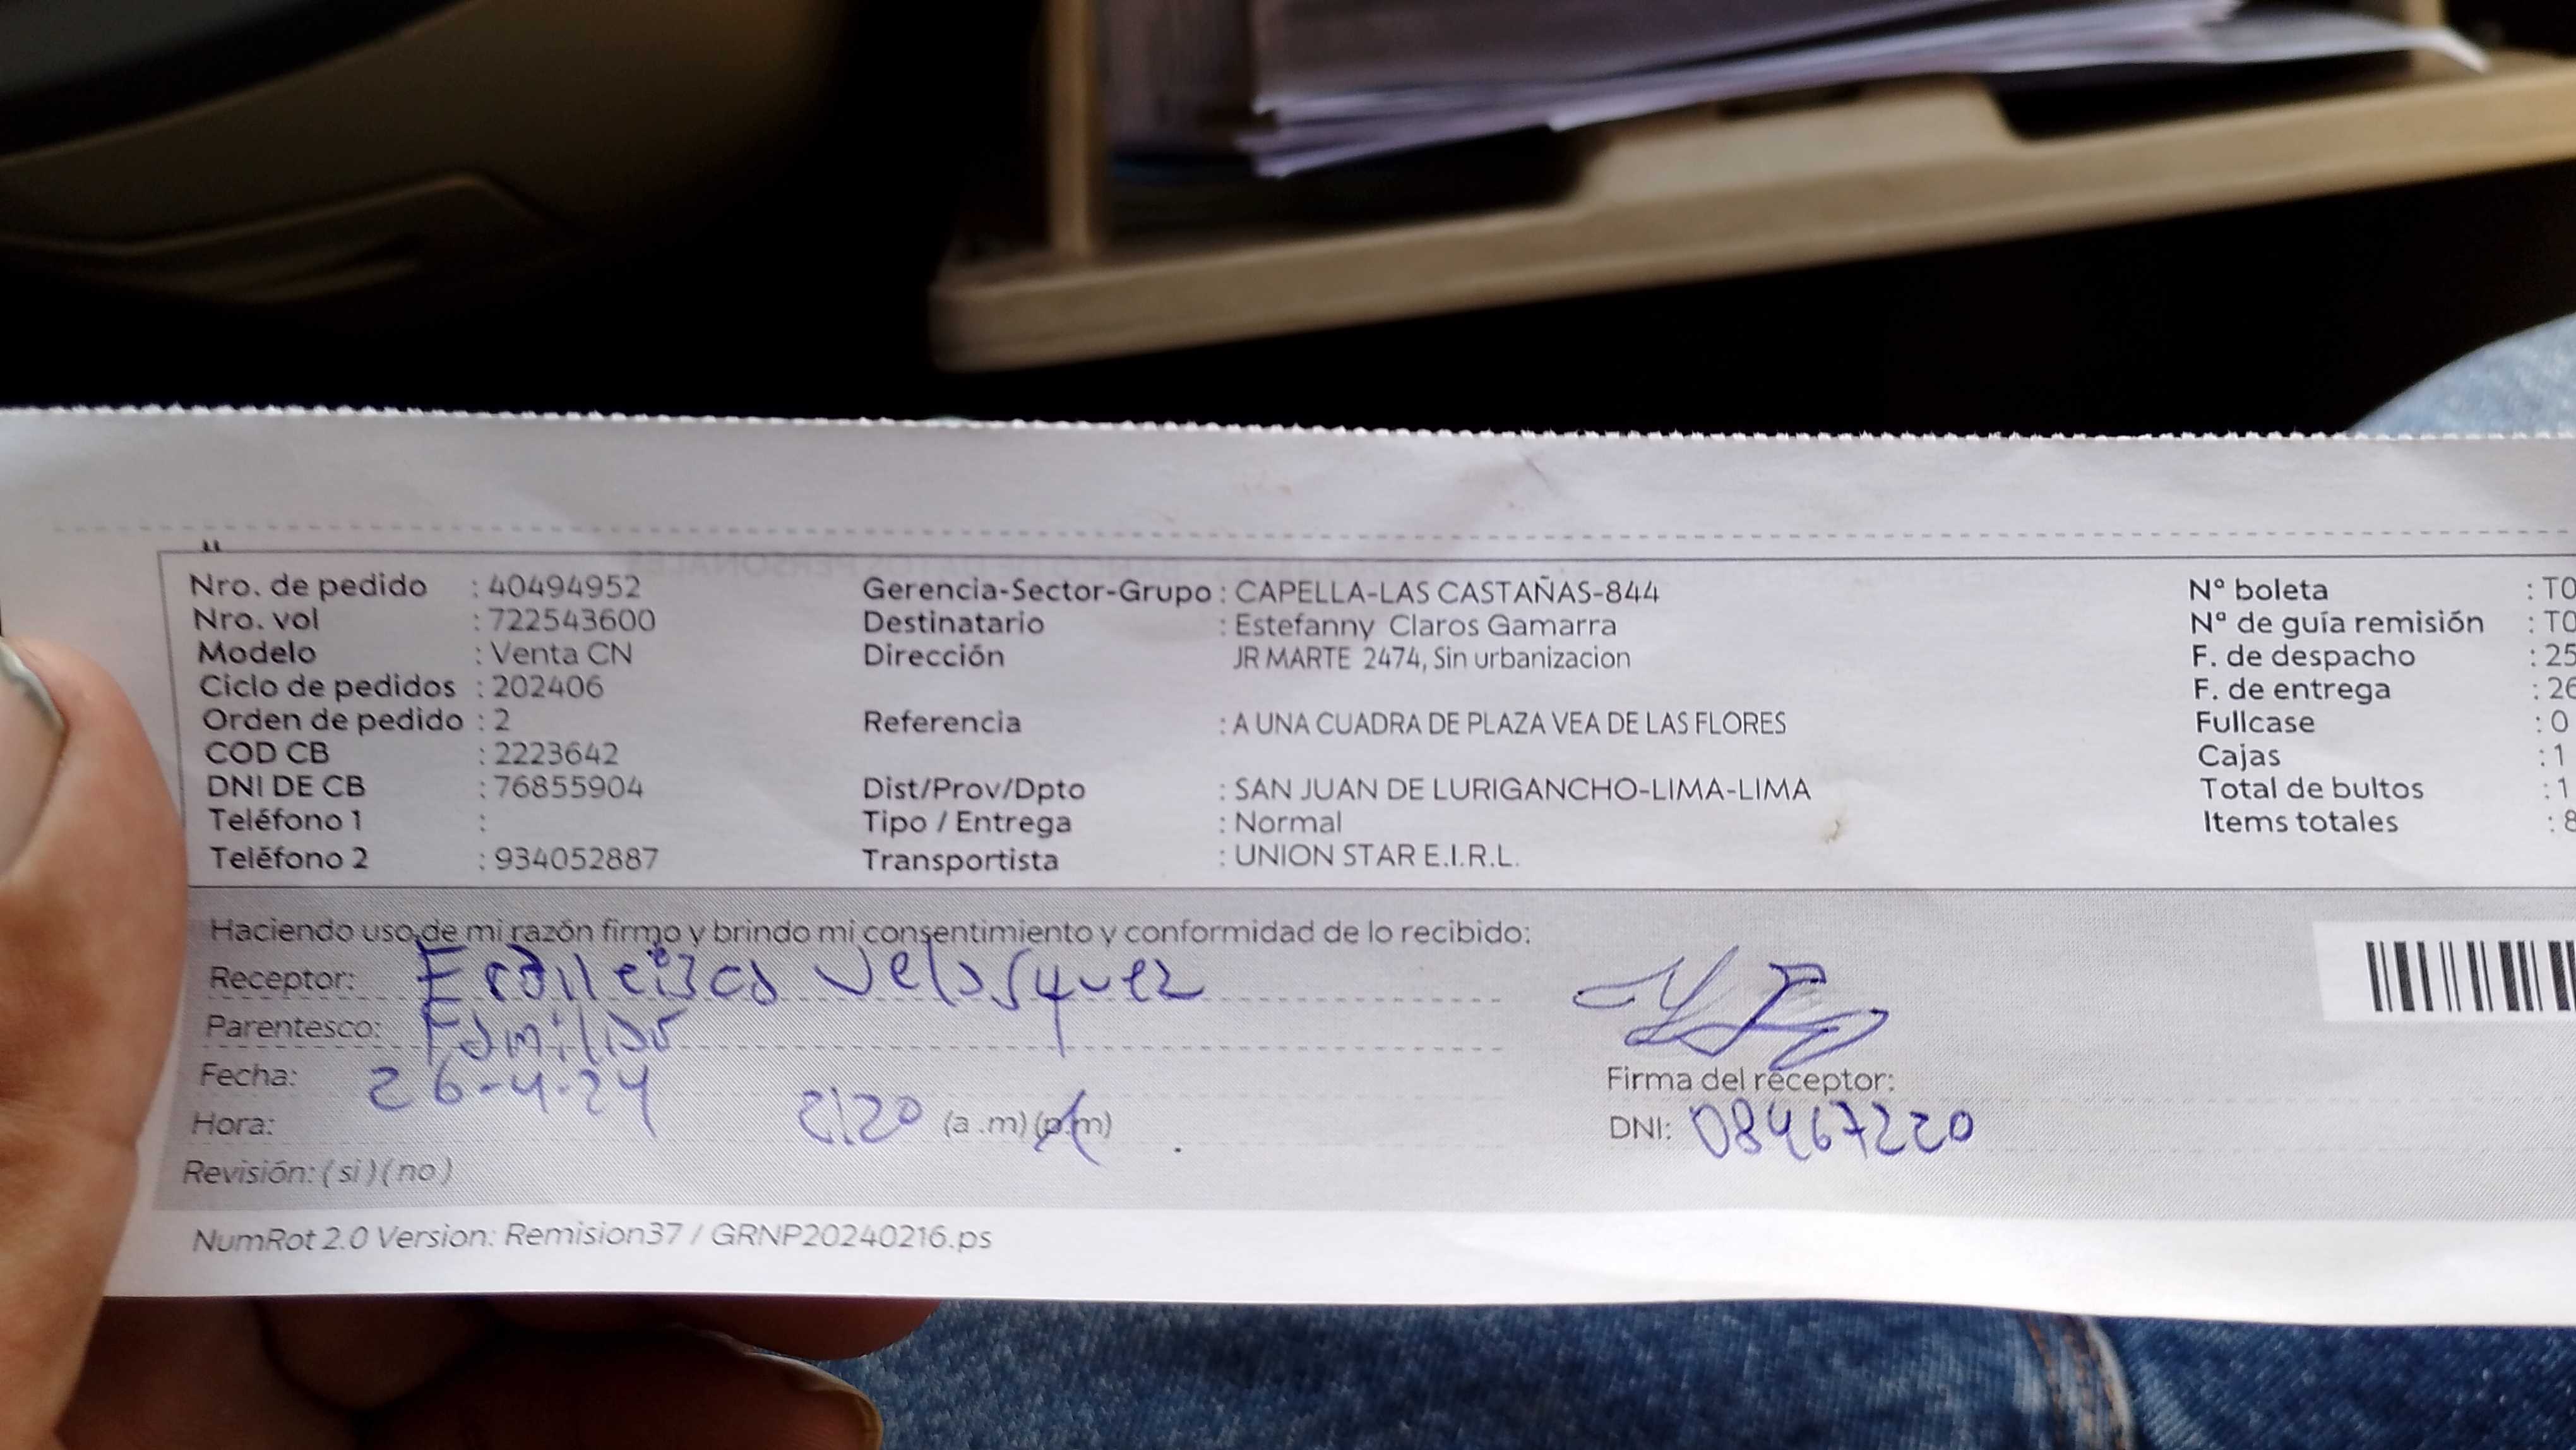 Nro. de pedido : 40494952
Nro. vol : 722543600
Modelo : Venta CN
Ciclo de pedidos : 202406
Orden de pedido : 2
COD CB : 2223642
DNI DE CB : 76855904
Teléfono 1 :
Teléfono 2 : 934052887
Gerencia-Sector-Grupo : CAPELLA-LAS CASTAÑAS-844
Destinatario : Estefanny Claros Gamarra
Dirección JR MARTE 2474, Sin urbanizacion
Referencia : A UNA CUADRA DE PLAZA VEA DE LAS FLORES
Dist/Prov/Dpto : SAN JUAN DE LURIGANCHO-LIMA-LIMA
Tipo / Entrega : Normal
Transportista : UNION STAR E.I.R.L.
Nº boleta : T0
Nº de guía remisión : T0
F. de despacho : 25
F. de entrega : 26
Fullcase : 0
Cajas : 1
Total de bultos : 1
Items totales : 8
Haciendo uso de mi razón firmo y brindo mi consentimiento y conformidad de lo recibido:
Receptor: Velasquez
Parentesco: Familiar
Fecha: 26-4-24
Hora: 2:20 (a .m) (p.m)
Revisión: ( si ) ( no )
Firma del receptor:
DNI: 08467220
NumRot 2.0 Version: Remision37 / GRNP20240216.ps